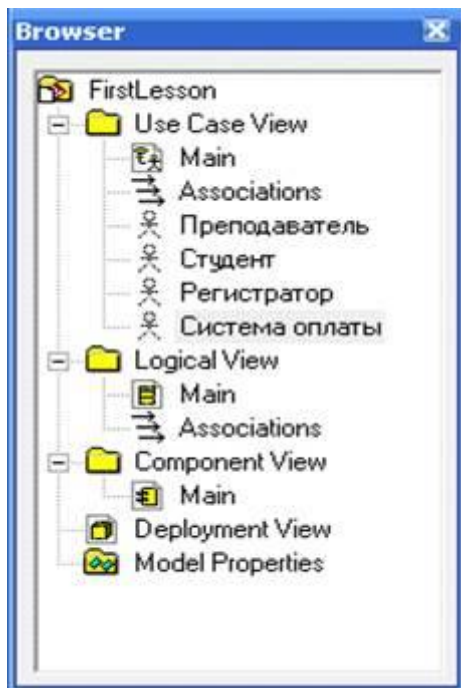 Browser
FirstLesson
Use Case View
Main
Associations
Преподаватель
Студент
Регистратор
Система оплаты
Logical View
Main
Associations
Component View
Main
Deployment View
Model Properties